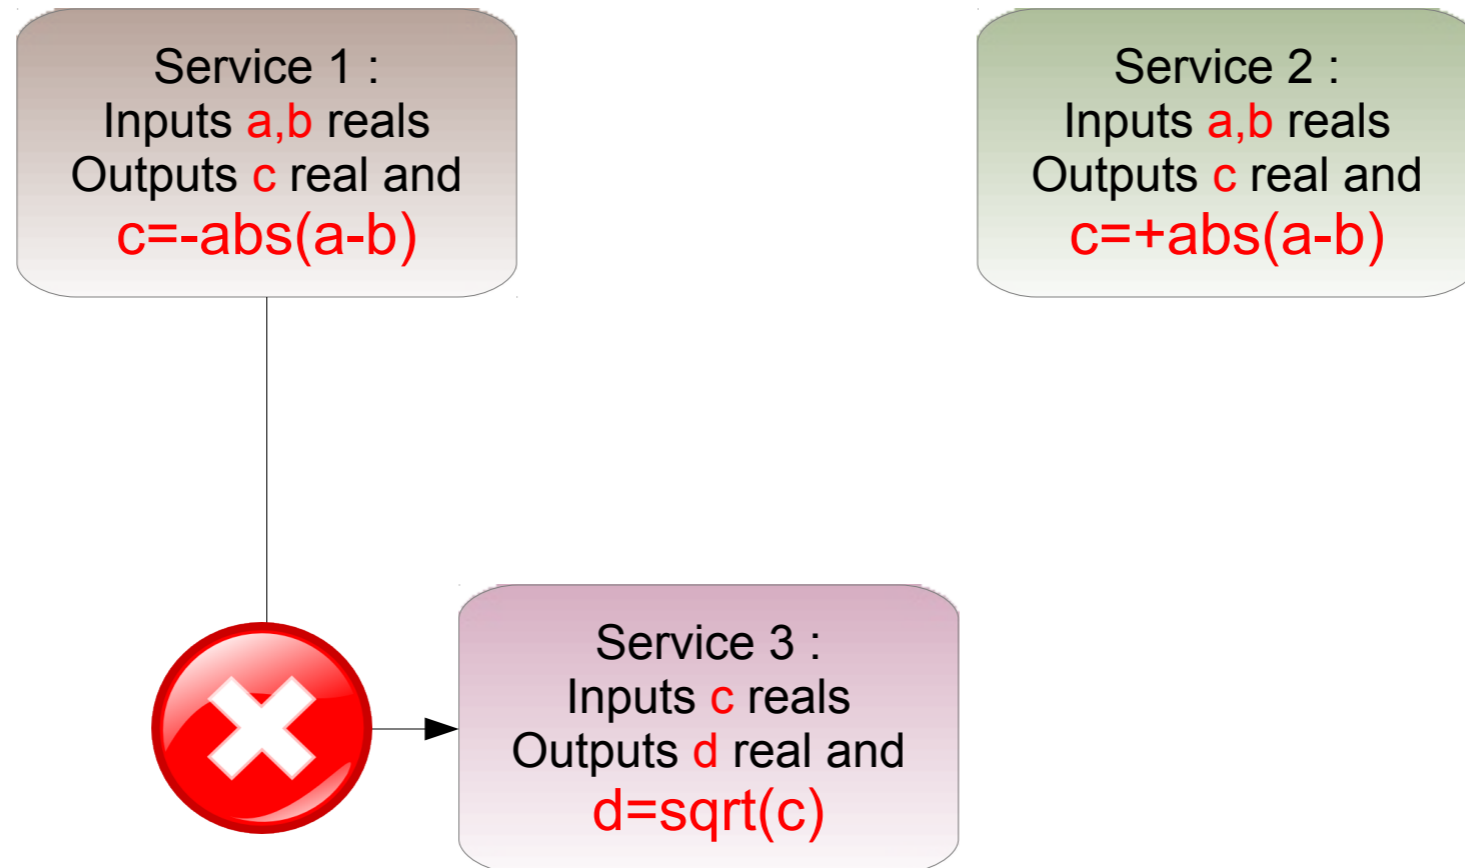 Service 1 :
Inputs a,b reals
Outputs c real and
c=-abs(a-b)
Service 2 :
Inputs a,b reals
Outputs c real and
c=+abs(a-b)
Service 3 :
Inputs c reals
Outputs d real and
d=sqrt(c)